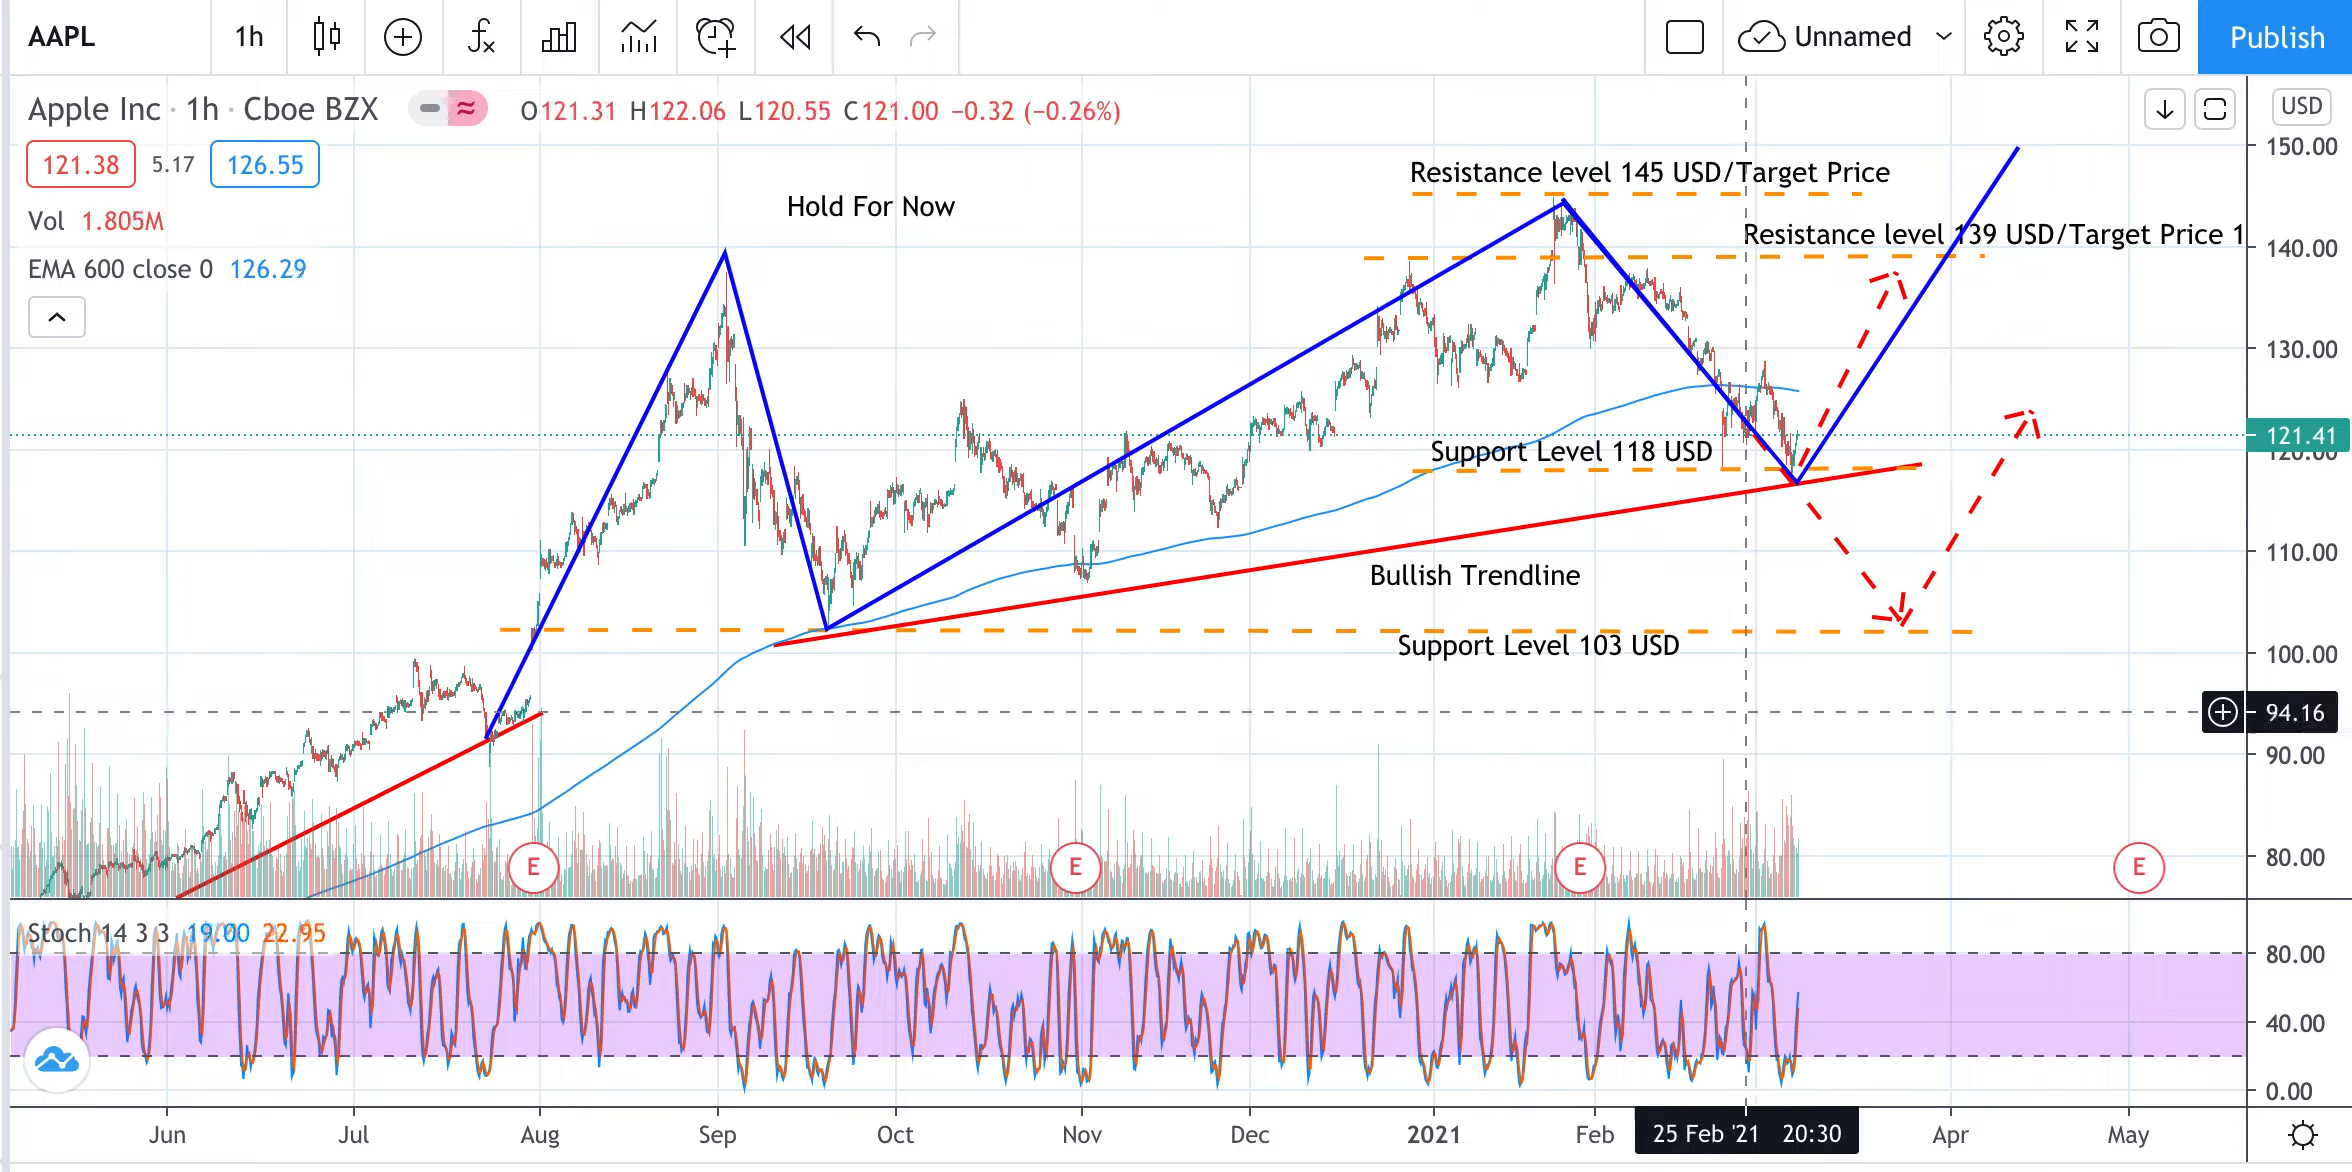 AAPL 1h Unnamed Publish
Apple Inc · 1h · Cboe BZX O121.31 H122.06 L120.55 C121.00 −0.32 (−0.26%) USD
121.38 5.17 126.55
Vol 1.805M
EMA 600 close 0 126.29
150.00
Resistance level 145 USD/Target Price
Hold For Now
Resistance level 139 USD/Target Price 1
140.00
130.00
121.41
120.00
Support Level 118 USD
110.00
Bullish Trendline
Support Level 103 USD
100.00
94.16
90.00
80.00
E E E E
Stoch 14 3 3 19.00 22.95
80.00
40.00
0.00
Jun Jul Aug Sep Oct Nov Dec 2021 Feb 25 Feb '21 20:30 Apr May